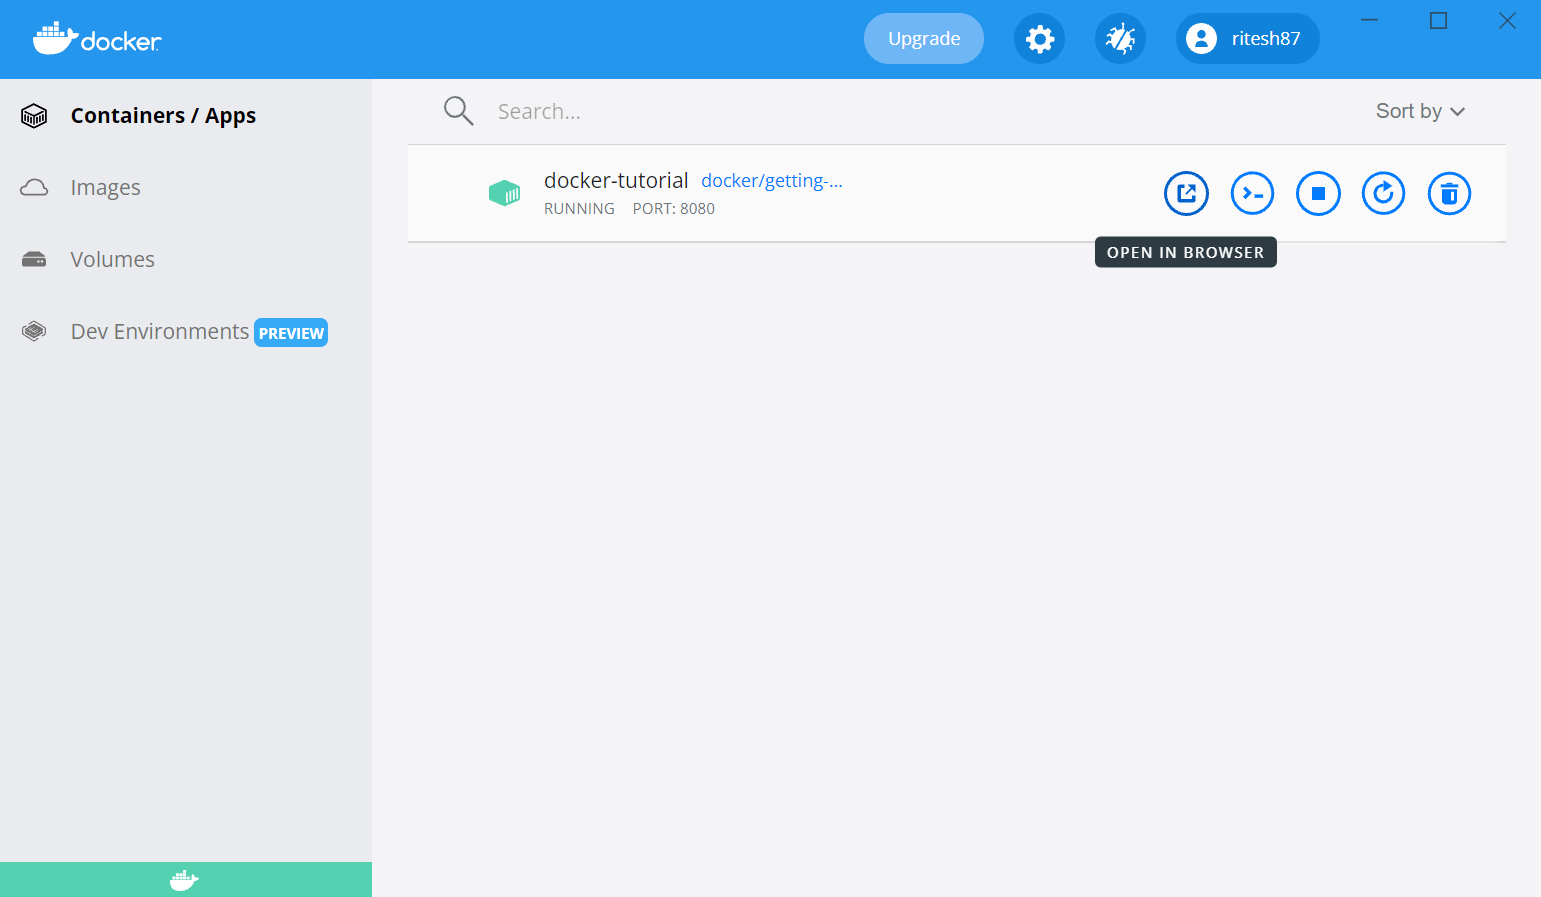 docker
Upgrade
ritesh87
Containers / Apps
Images
Volumes
Dev Environments PREVIEW
Search...
Sort by
docker-tutorial docker/getting-...
RUNNING PORT: 8080
OPEN IN BROWSER